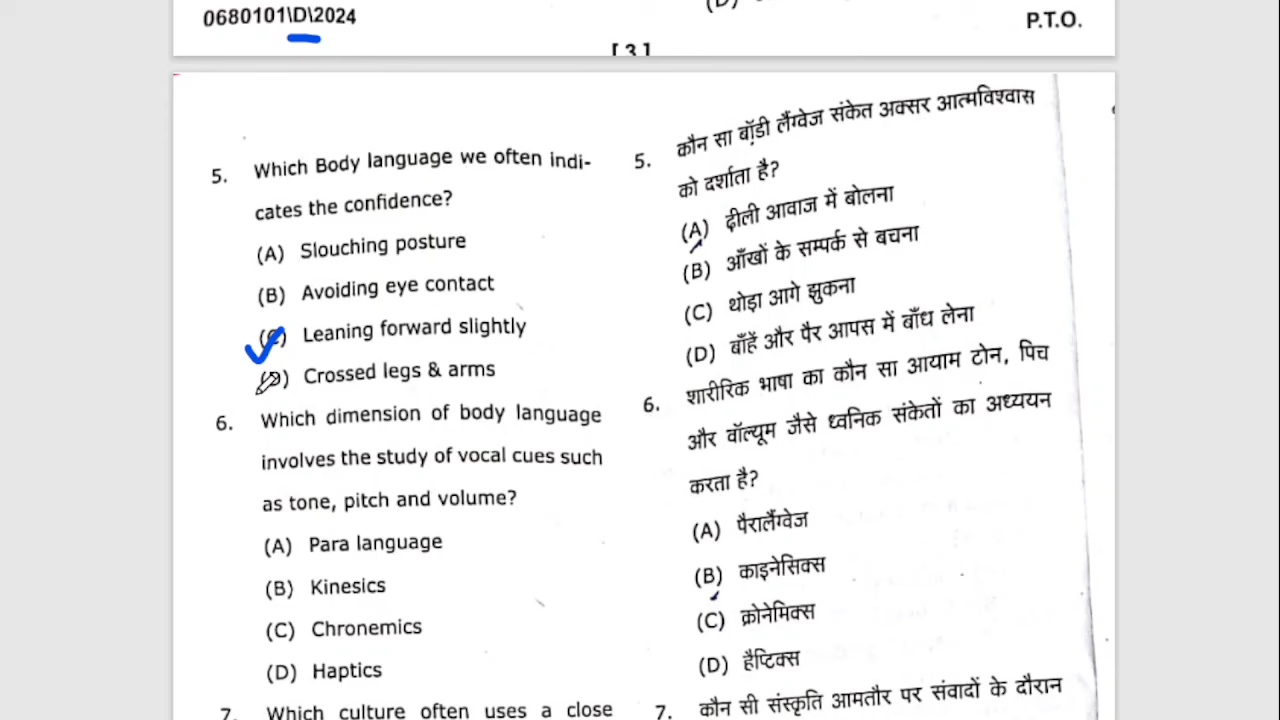 0680101\D\2024
P.T.O.
[ 3 ]
5. Which Body language we often indi-
cates the confidence?
(A) Slouching posture
(B) Avoiding eye contact
(C) Leaning forward slightly
(D) Crossed legs & arms
6. Which dimension of body language
involves the study of vocal cues such
as tone, pitch and volume?
(A) Para language
(B) Kinesics
(C) Chronemics
(D) Haptics
7. Which culture often uses a close
5. कौन सा बॉडी लैंग्वेज संकेत अक्सर आत्मविश्वास
को दर्शाता है?
(A) ढ़ीली आवाज में बोलना
(B) आँखों के सम्पर्क से बचना
(C) थोड़ा आगे झुकना
(D) बाँहें और पैर आपस में बाँध लेना
6. शारीरिक भाषा का कौन सा आयाम टोन, पिच
और वॉल्यूम जैसे ध्वनिक संकेतों का अध्ययन
करता है?
(A) पैरालैंग्वेज
(B) काइनेसिक्स
(C) क्रोनेमिक्स
(D) हैप्टिक्स
7. कौन सी संस्कृति आमतौर पर संवादों के दौरान